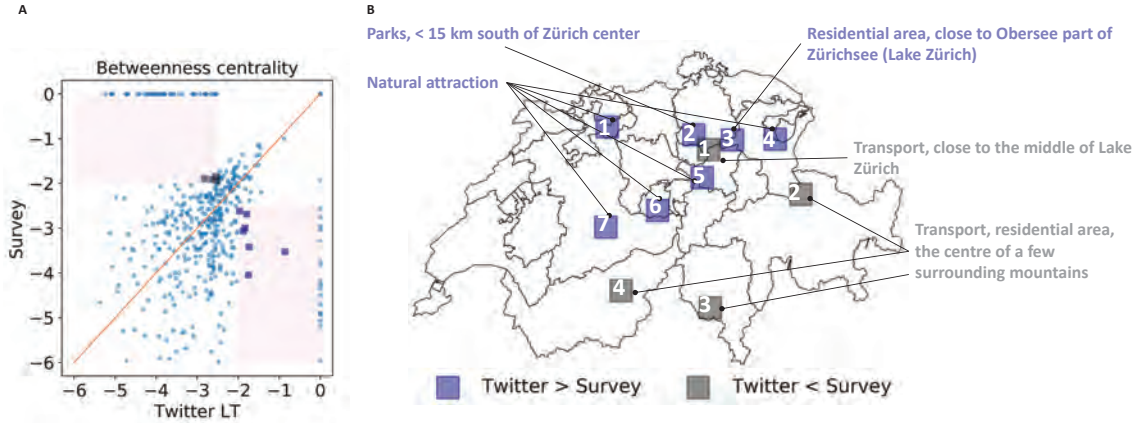 A
Betweenness centrality
Survey
0
−1
−2
−3
−4
−5
−6
−6
−5
−4
−3
−2
−1
0
Twitter LT
B
Parks, < 15 km south of Zürich center
Residential area, close to Obersee part of
Zürichsee (Lake Zürich)
Natural attraction
1
2
3
4
1
Transport, close to the middle of Lake
Zürich
5
2
6
7
Transport, residential area,
the centre of a few
surrounding mountains
4
3
Twitter > Survey
Twitter < Survey